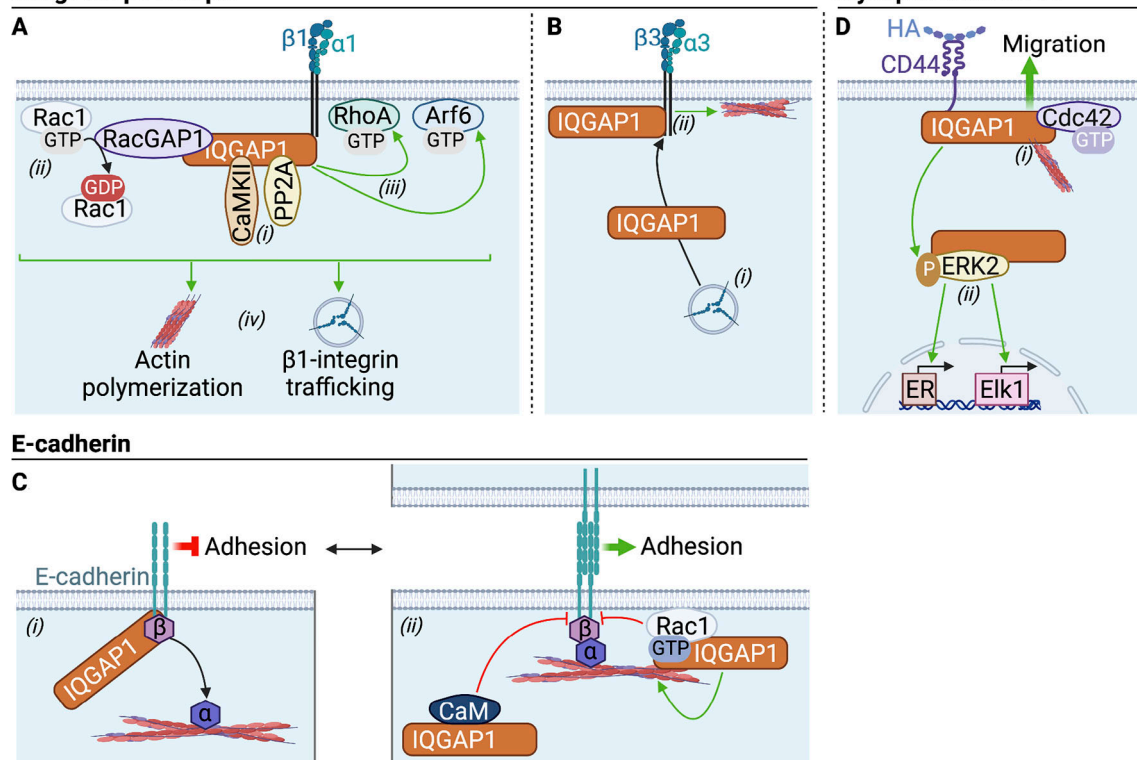 A
β1
α1
Rac1
GTP
RacGAP1
IQGAP1
RhoA
GTP
Arf6
GTP
(ii)
GDP
Rac1
CaMKII
PP2A
(i)
(iii)
(iv)
Actin
polymerization
β1-integrin
trafficking
B
β3
α3
IQGAP1
(ii)
IQGAP1
(i)
D
HA
CD44
Migration
IQGAP1
Cdc42
GTP
(i)
P
ERK2
(ii)
ER
Elk1
E-cadherin
C
Adhesion
E-cadherin
(i)
β
IQGAP1
α
Adhesion
(ii)
β
α
Rac1
GTP
IQGAP1
CaM
IQGAP1